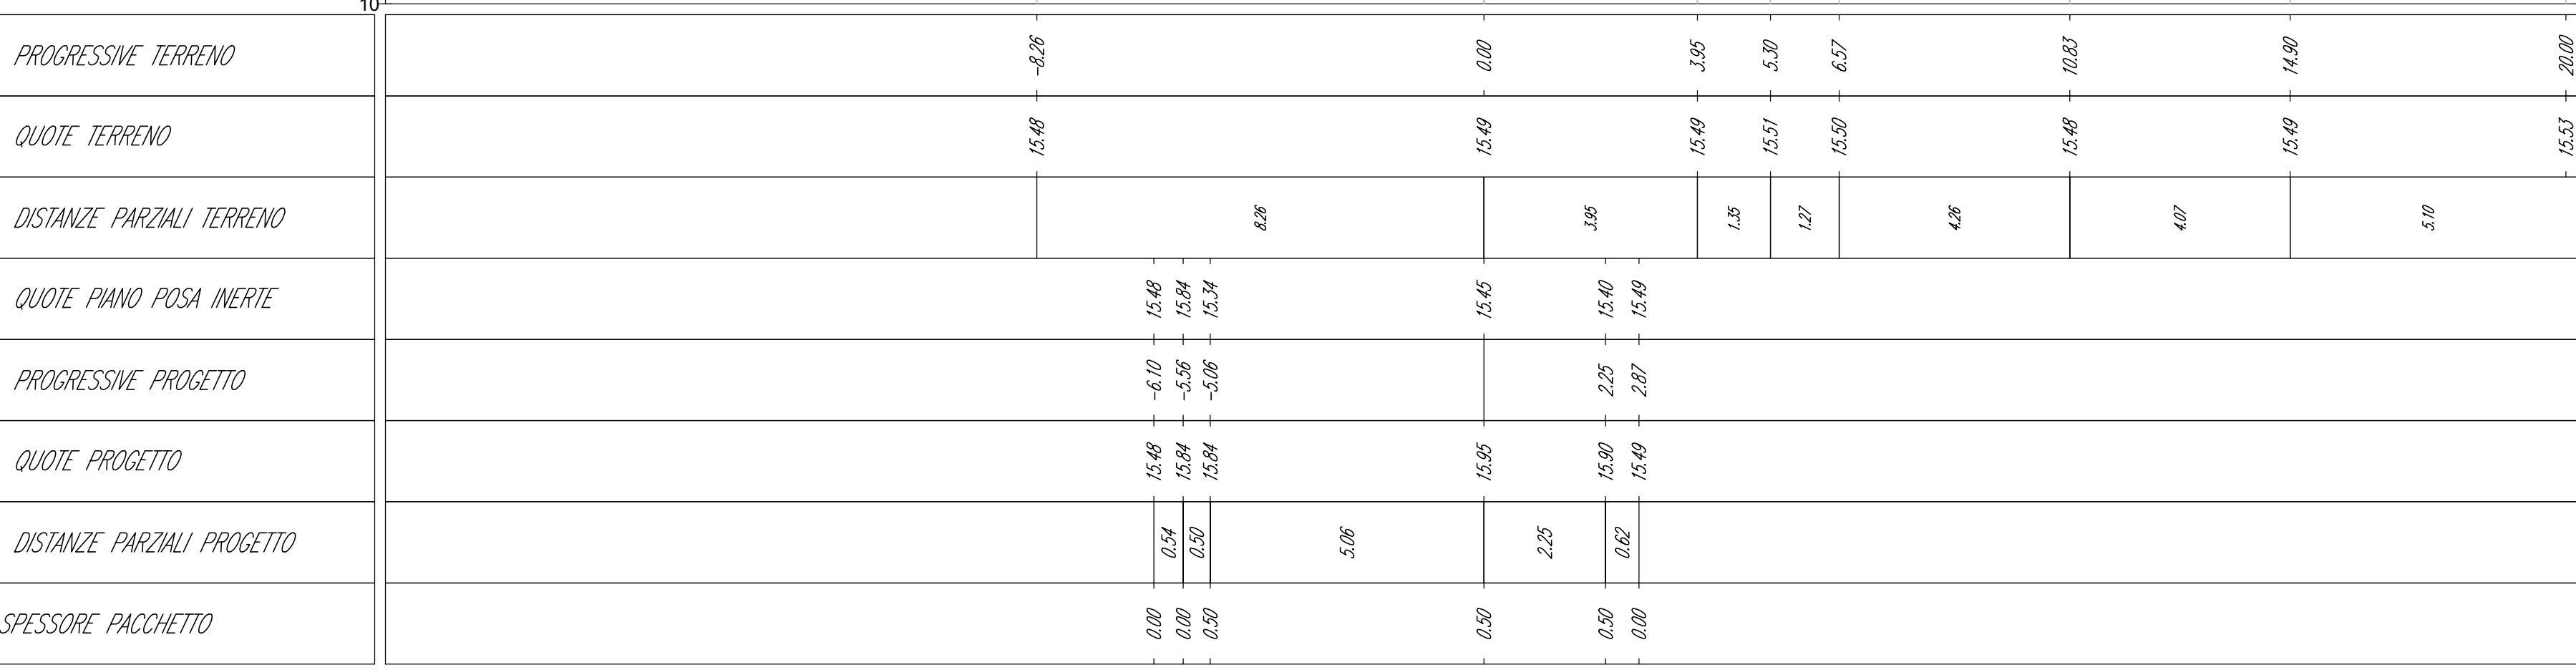 10
PROGRESSIVE TERRENO -8.26 0.00 3.95 5.30 6.57 10.83 14.90 20.00
QUOTE TERRENO 15.48 15.49 15.49 15.51 15.50 15.48 15.49 15.53
DISTANZE PARZIALI TERRENO 8.26 3.95 1.35 1.27 4.26 4.07 5.10
QUOTE PIANO POSA INERTE 15.48 15.84 15.34 15.45 15.40 15.49
PROGRESSIVE PROGETTO -6.10 -5.56 -5.06 2.25 2.87
QUOTE PROGETTO 15.48 15.84 15.84 15.95 15.90 15.49
DISTANZE PARZIALI PROGETTO 0.54 0.50 5.06 2.25 0.62
SPESSORE PACCHETTO 0.00 0.00 0.50 0.50 0.50 0.00